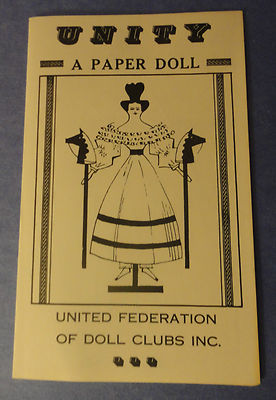 UNITY
A PAPER DOLL
UNITED FEDERATION
OF DOLL CLUBS INC.